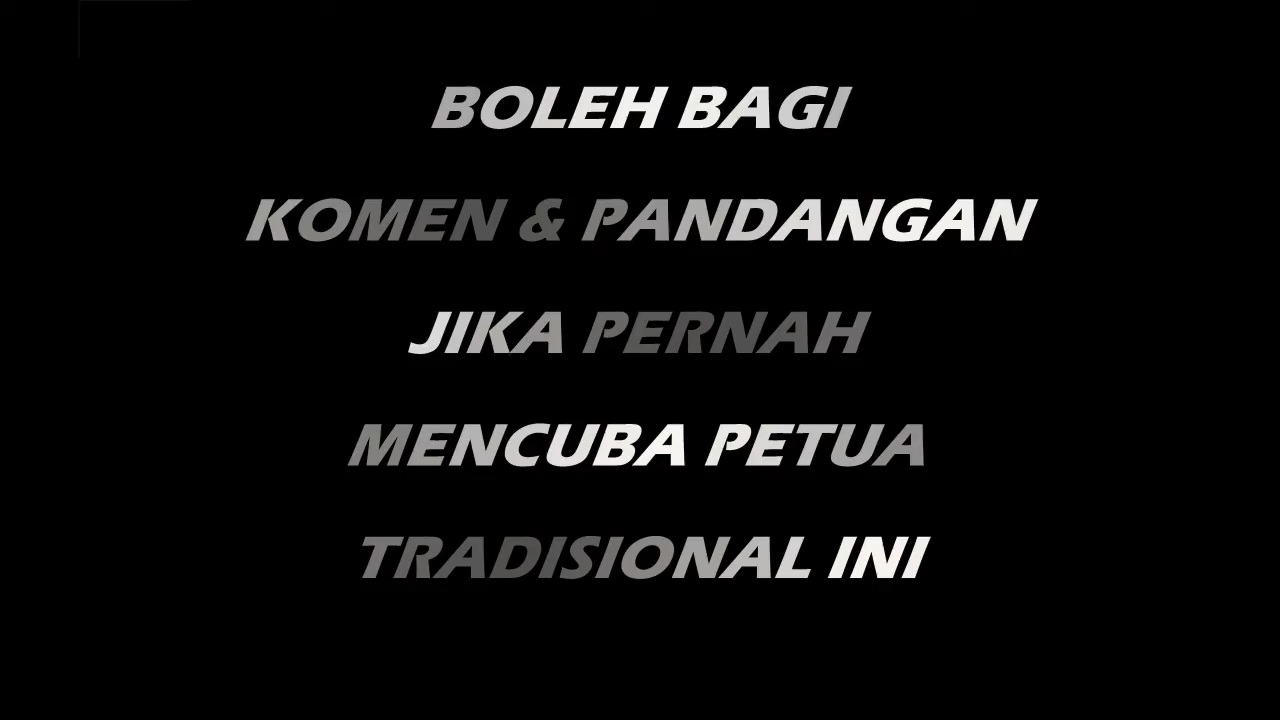 BOLEH BAGI
KOMEN & PANDANGAN
JIKA PERNAH
MENCUBA PETUA
TRADISIONAL INI